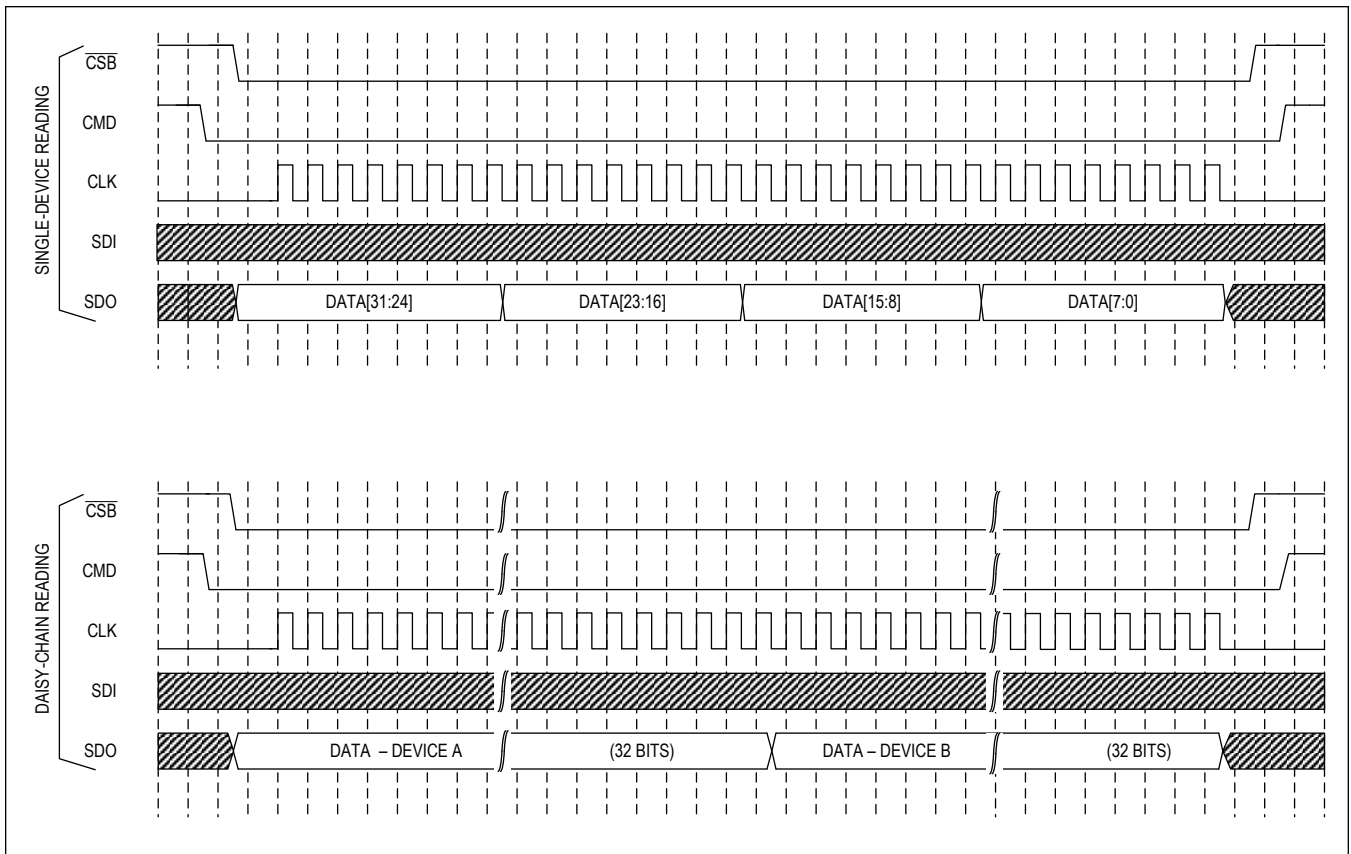 SINGLE-DEVICE READING
CSB
CMD
CLK
SDI
SDO
DATA[31:24] DATA[23:16] DATA[15:8] DATA[7:0]
DAISY-CHAIN READING
CSB
CMD
CLK
SDI
SDO
DATA – DEVICE A (32 BITS) DATA – DEVICE B (32 BITS)